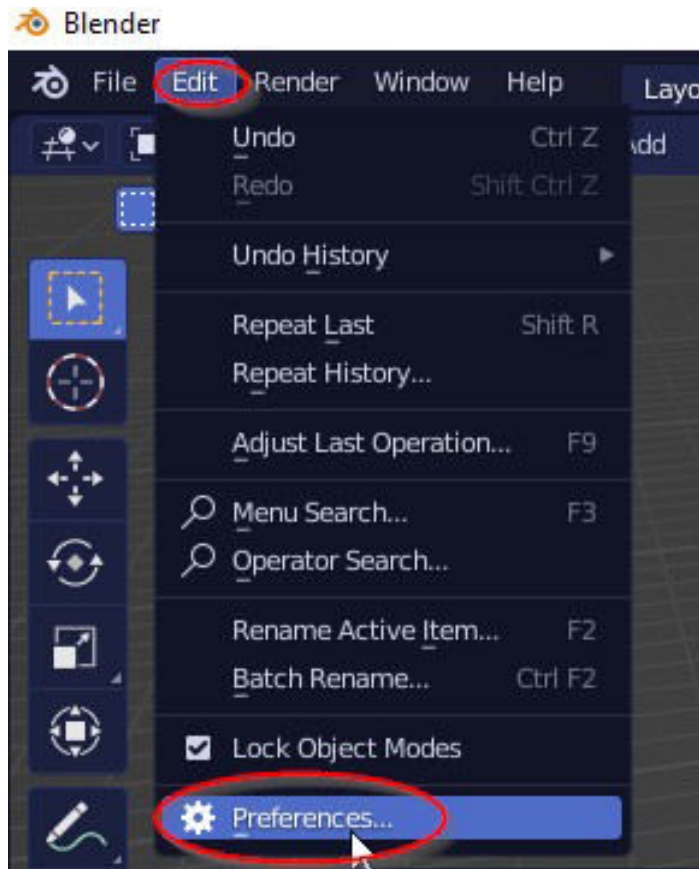 Blender
File Edit Render Window Help Layo
Undo Ctrl Z
Redo Shift Ctrl Z
Undo History
Repeat Last Shift R
Repeat History...
Adjust Last Operation... F9
Menu Search... F3
Operator Search...
Rename Active Item... F2
Batch Rename... Ctrl F2
Lock Object Modes
Preferences...